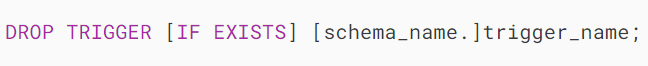 DROP TRIGGER [IF EXISTS] [schema_name.]trigger_name;